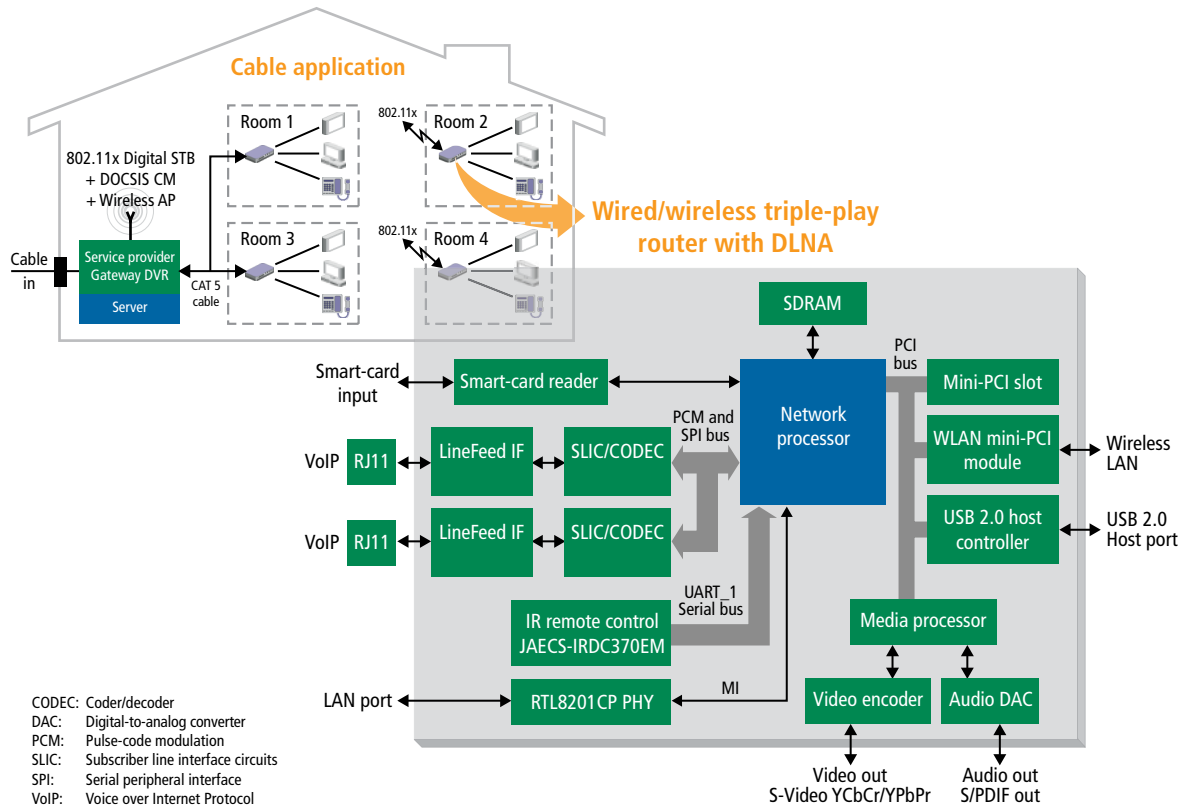 Cable application
Room 1
802.11x
Room 2
802.11x Digital STB
+ DOCSIS CM
+ Wireless AP
Wired/wireless triple-play
router with DLNA
Room 3
802.11x
Room 4
Cable
in
Service provider
Gateway DVR
Server
CAT 5
cable
SDRAM
PCI
bus
Smart-card
input
Smart-card reader
Network
processor
Mini-PCI slot
PCM and
SPI bus
WLAN mini-PCI
module
Wireless
LAN
VoIP
RJ11
LineFeed IF
SLIC/CODEC
USB 2.0 host
controller
USB 2.0
Host port
VoIP
RJ11
LineFeed IF
SLIC/CODEC
UART_1
Serial bus
IR remote control
JAECS-IRDC370EM
Media processor
LAN port
RTL8201CP PHY
MI
Video encoder
Audio DAC
Video out
S-Video YCbCr/YPbPr
Audio out
S/PDIF out
CODEC: Coder/decoder
DAC: Digital-to-analog converter
PCM: Pulse-code modulation
SLIC: Subscriber line interface circuits
SPI: Serial peripheral interface
VoIP: Voice over Internet Protocol